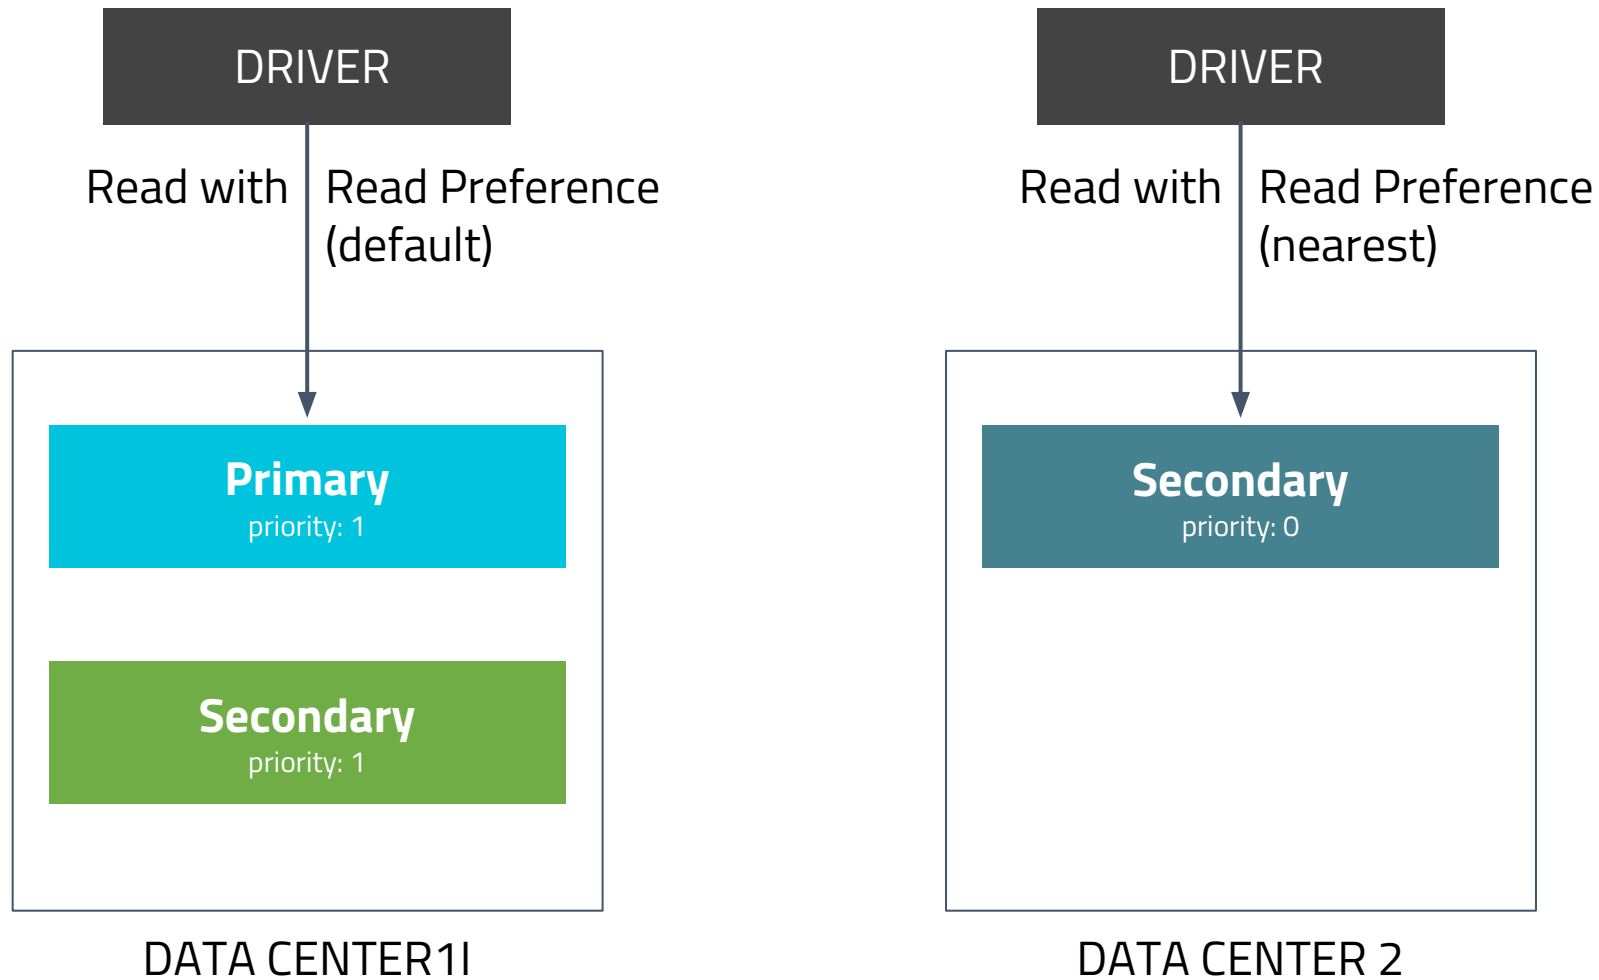 DRIVER
Read with Read Preference
(default)
Primary
priority: 1
Secondary
priority: 1
DATA CENTER1I
DRIVER
Read with Read Preference
(nearest)
Secondary
priority: 0
DATA CENTER 2